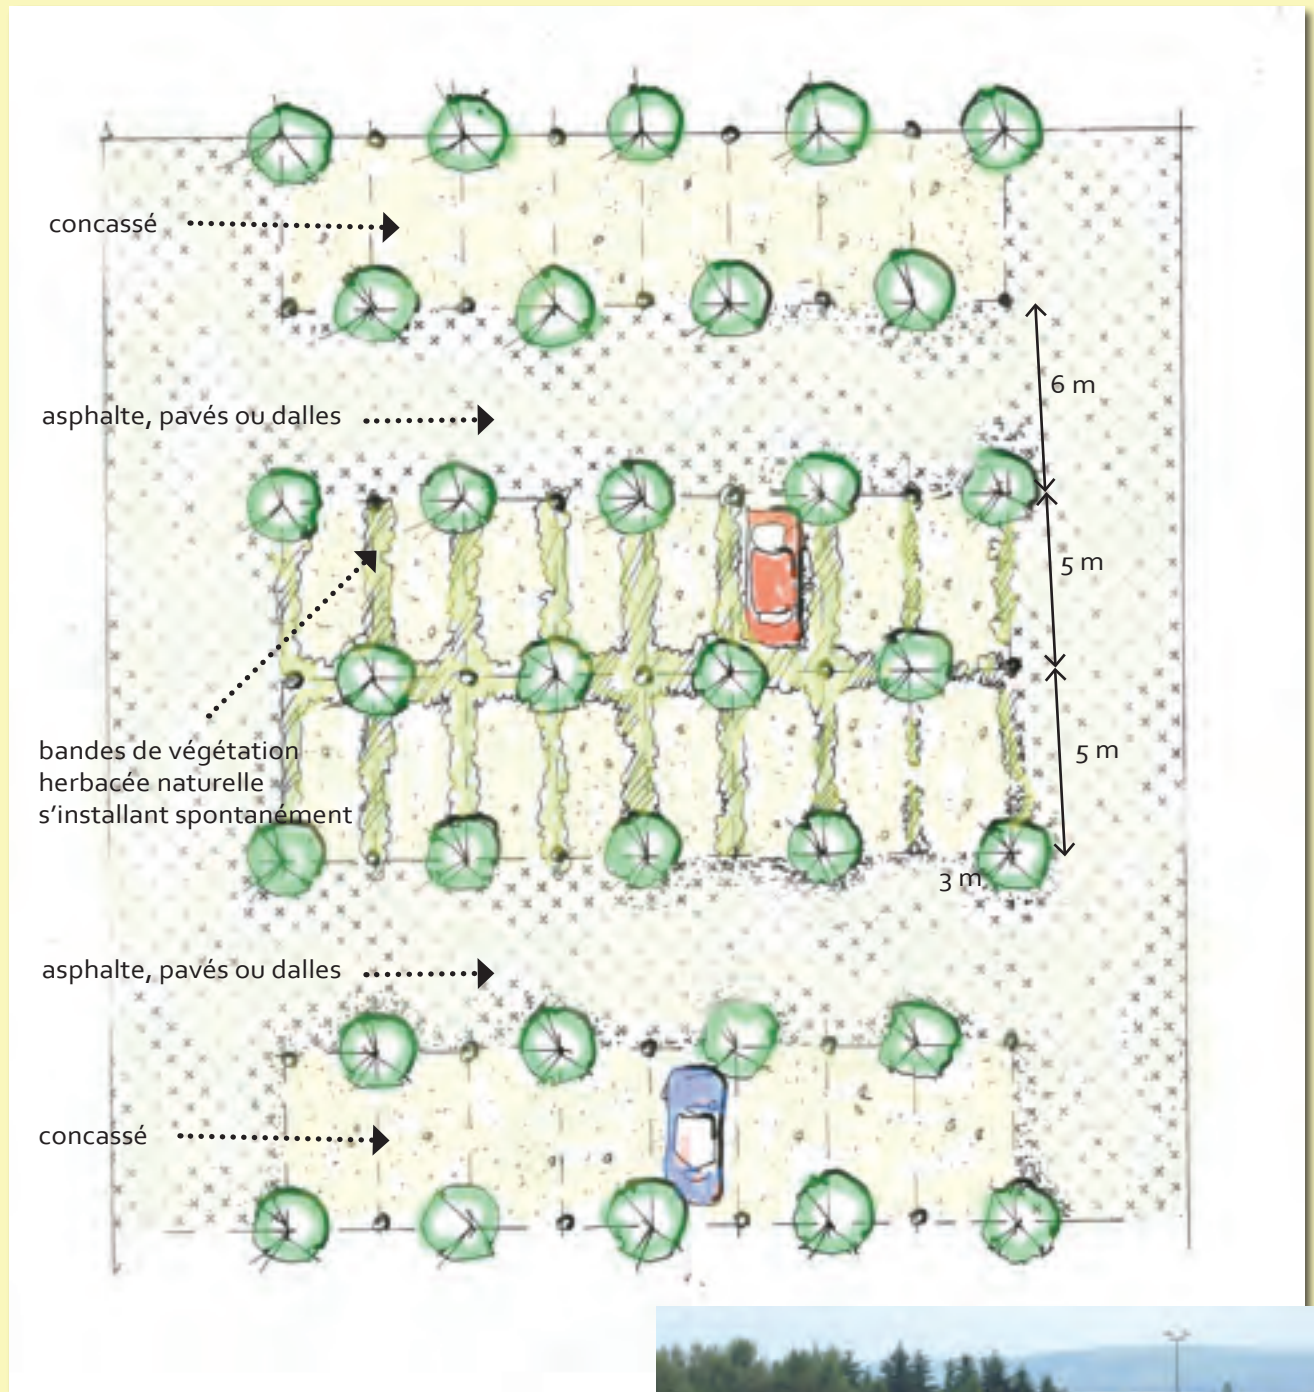 concassé
6 m
asphalte, pavés ou dalles
5 m
bandes de végétation
herbacée naturelle
s'installant spontanément
5 m
3 m
asphalte, pavés ou dalles
concassé